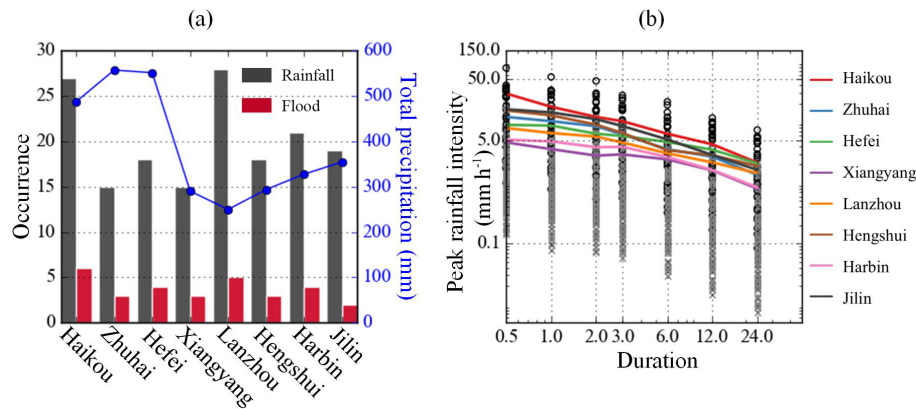 (a)
30
25
20
15
10
5
0
Occurrence
Rainfall
Flood
600
500
400
300
200
100
0
Total preciption (mm)
Haikou
Zhuhai
Hefei
Xiangyang
Lanzhou
Hengshui
Harbin
Jilin
(b)
150.0
50.0
5.0
0.1
Peak rainfall intensity
(mm h⁻¹)
0.5 1.0 2.0 3.0 6.0 12.0 24.0
Duration
Haikou
Zhuhai
Hefei
Xiangyang
Lanzhou
Hengshui
Harbin
Jilin